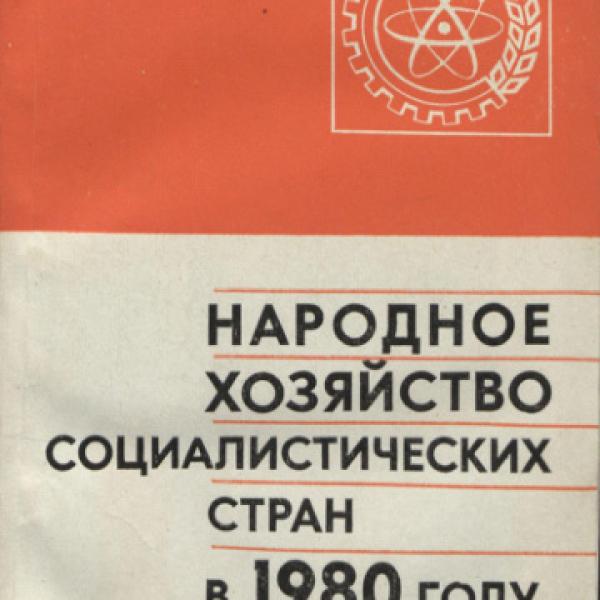 НАРОДНОЕ
ХОЗЯЙСТВО
СОЦИАЛИСТИЧЕСКИХ
СТРАН
В 1980 ГОДУ